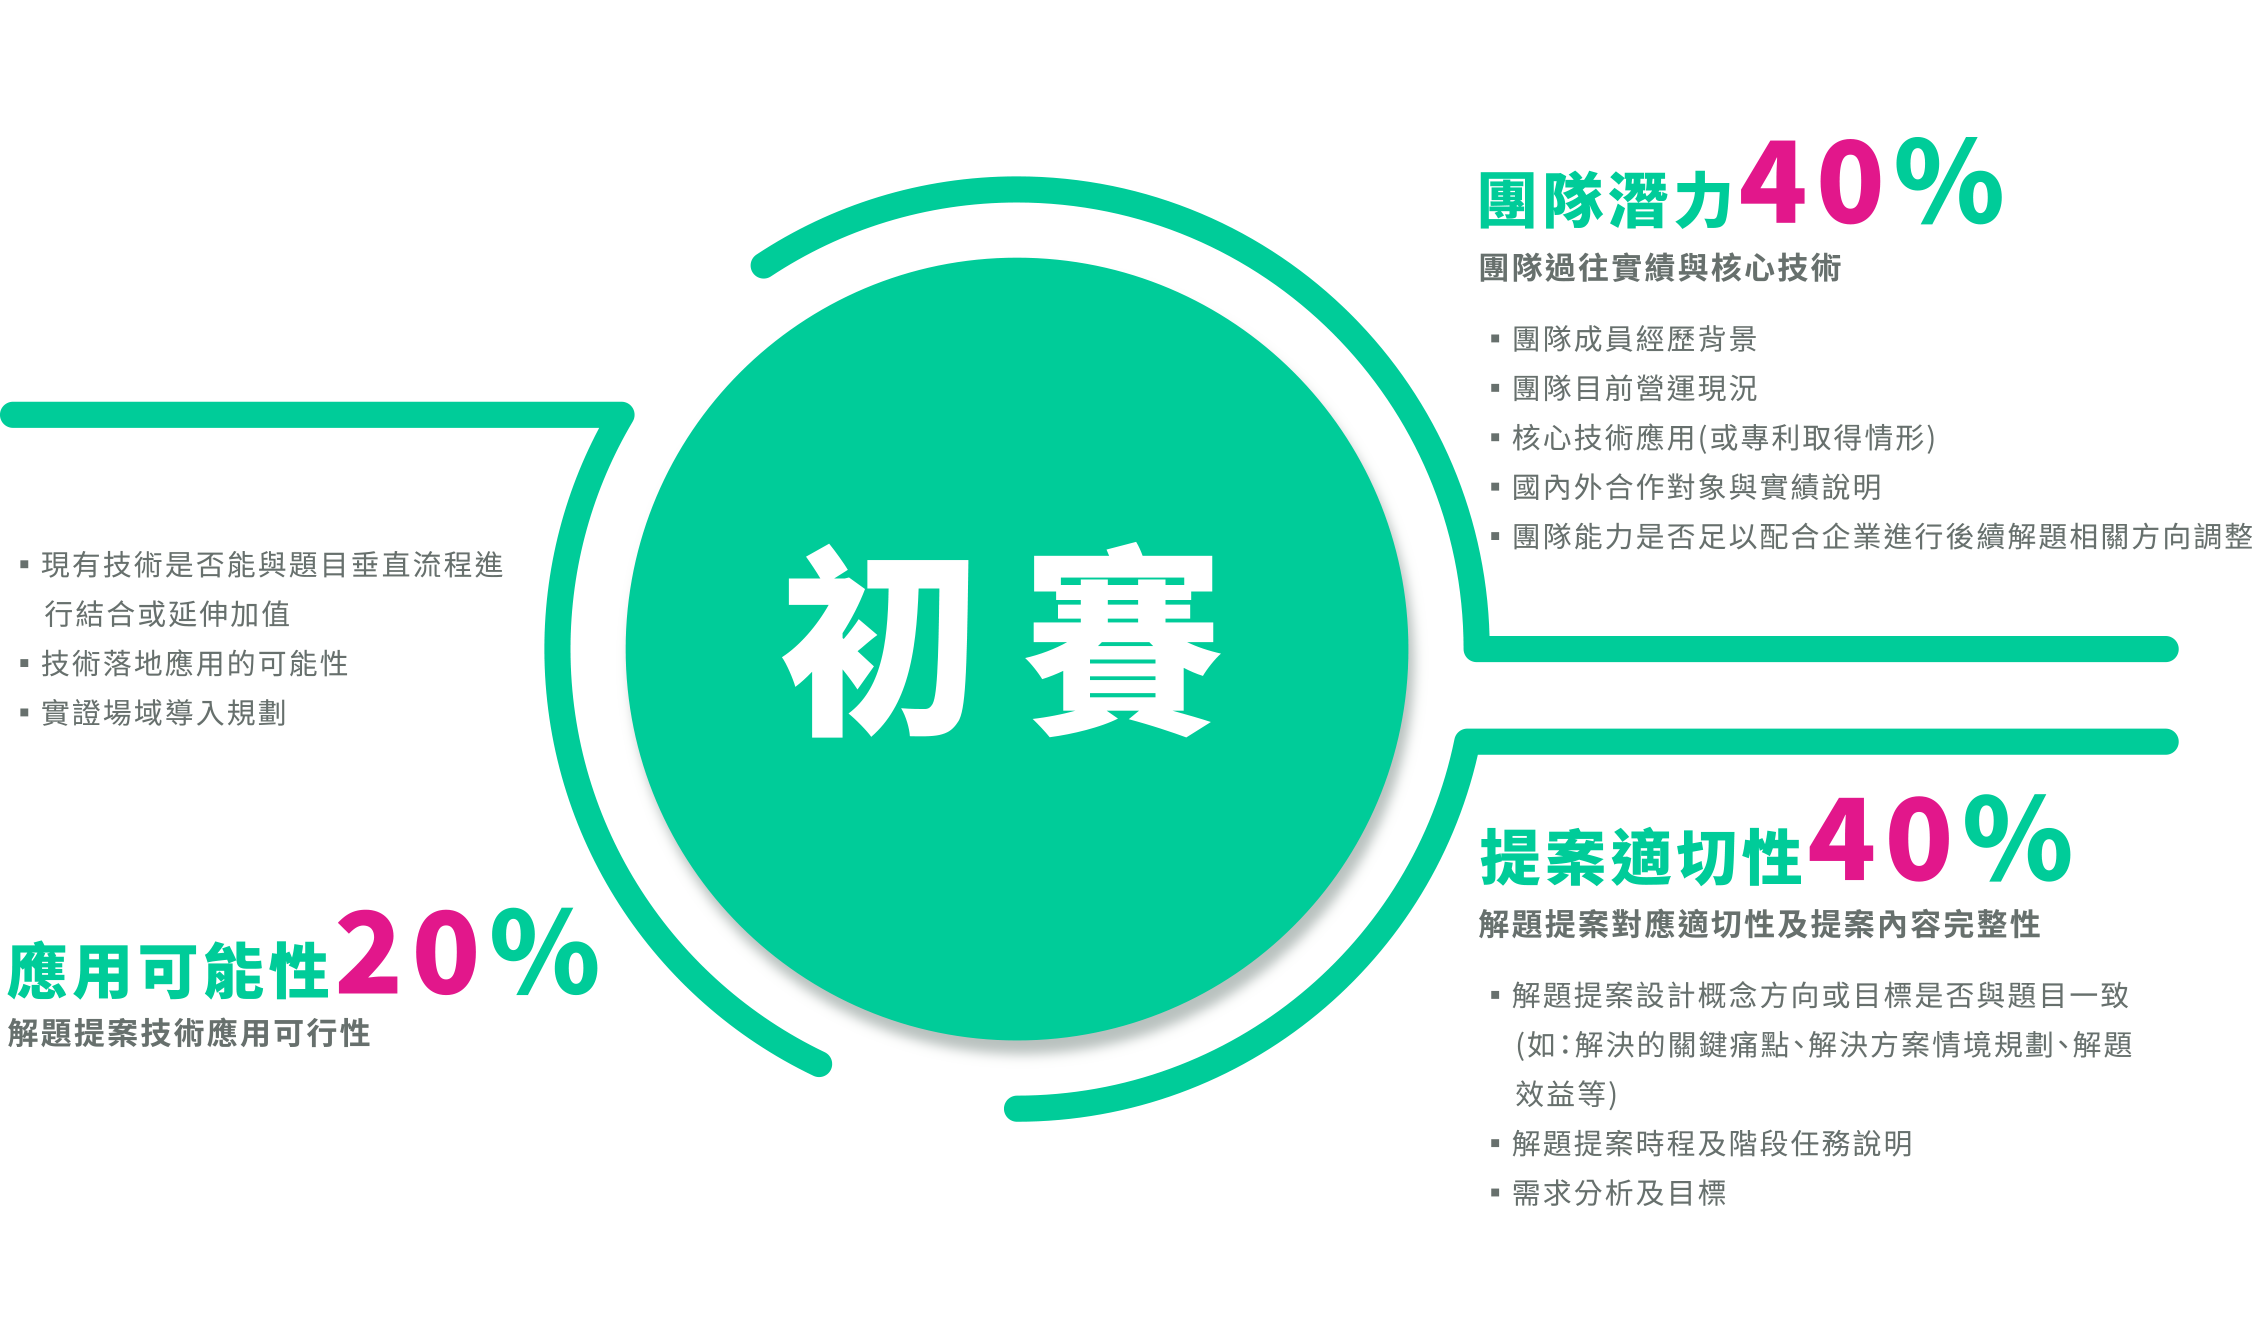 初賽
團隊潛力40%
團隊過往實績與核心技術
▪ 團隊成員經歷背景
▪ 團隊目前營運現況
▪ 核心技術應用(或專利取得情形)
▪ 國內外合作對象與實績說明
▪ 團隊能力是否足以配合企業進行後續解題相關方向調整
提案適切性40%
解題提案對應適切性及提案內容完整性
▪ 解題提案設計概念方向或目標是否與題目一致
(如：解決的關鍵痛點、解決方案情境規劃、解題
效益等)
▪ 解題提案時程及階段任務說明
▪ 需求分析及目標
▪ 現有技術是否能與題目垂直流程進
行結合或延伸加值
▪ 技術落地應用的可能性
▪ 實證場域導入規劃
應用可能性20%
解題提案技術應用可行性